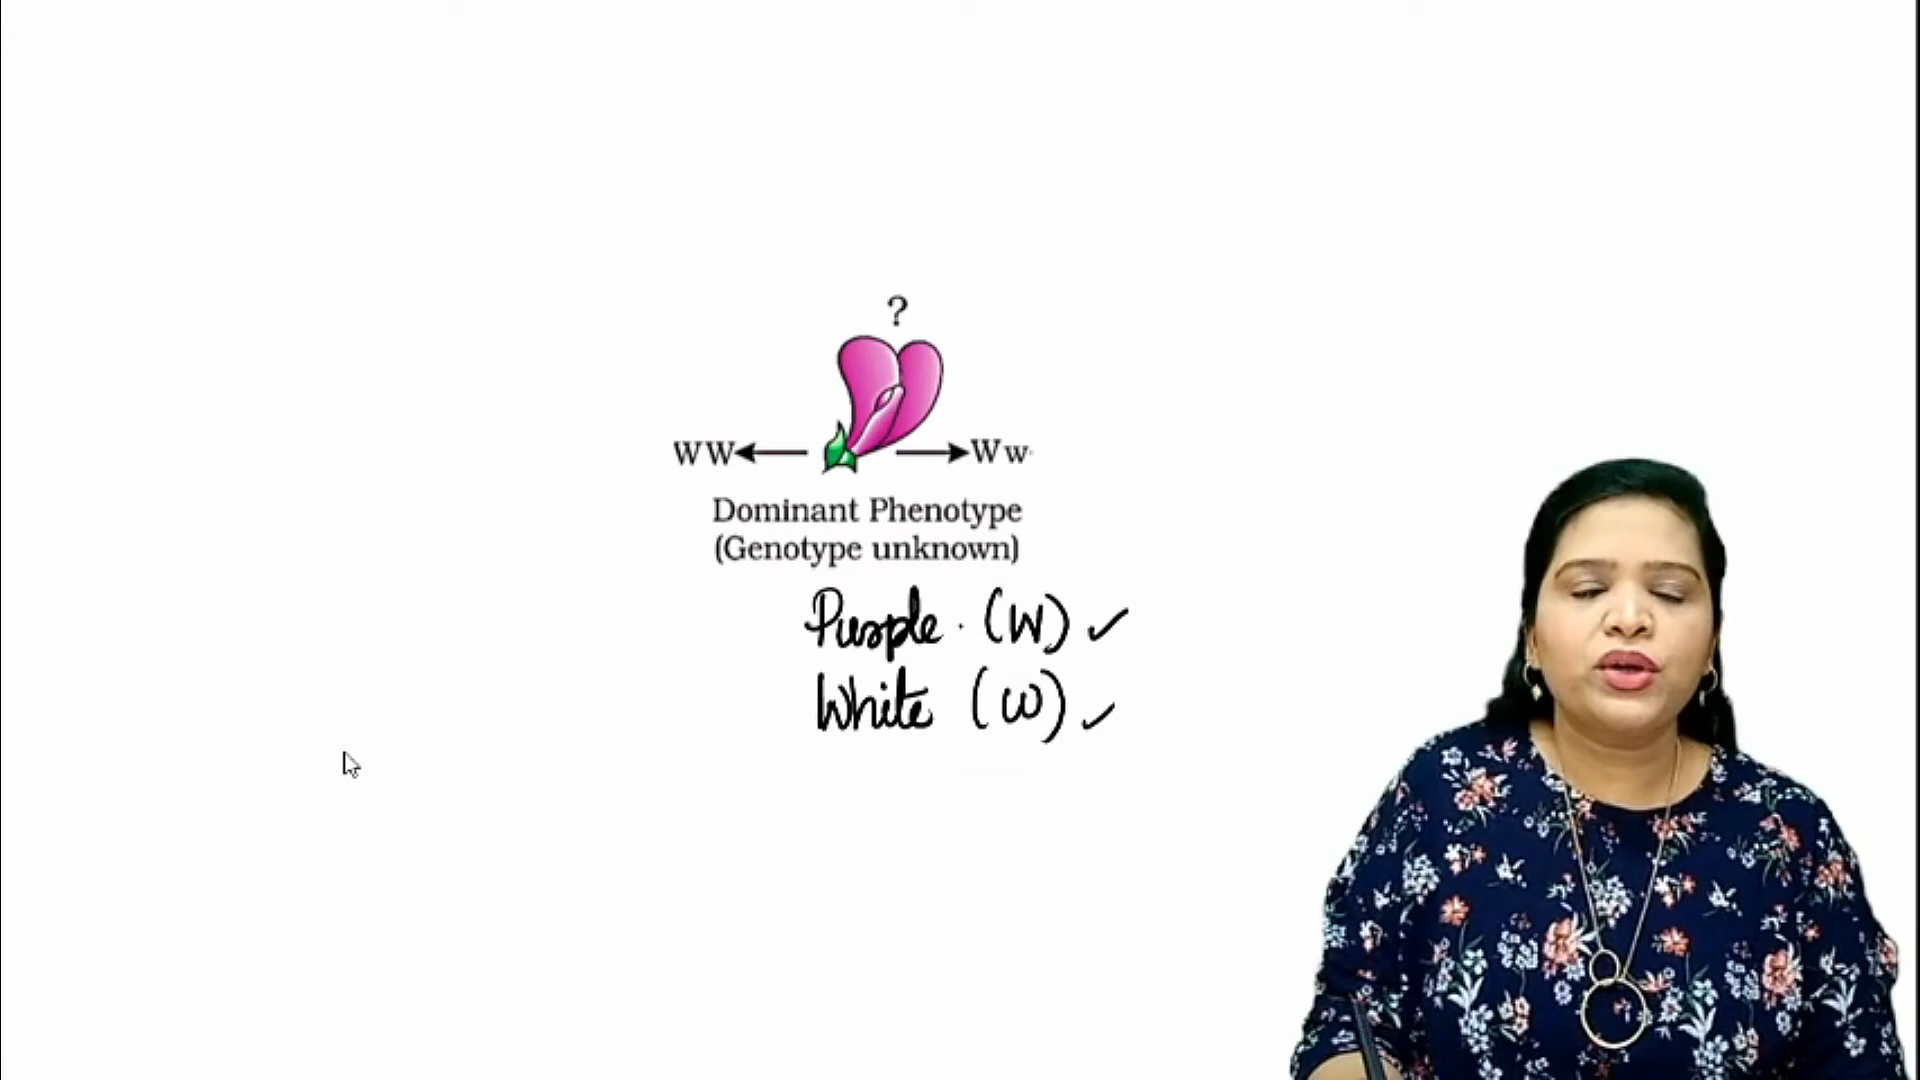 ?
WW Ww
Dominant Phenotype
(Genotype unknown)
Purple (W)
White (w)